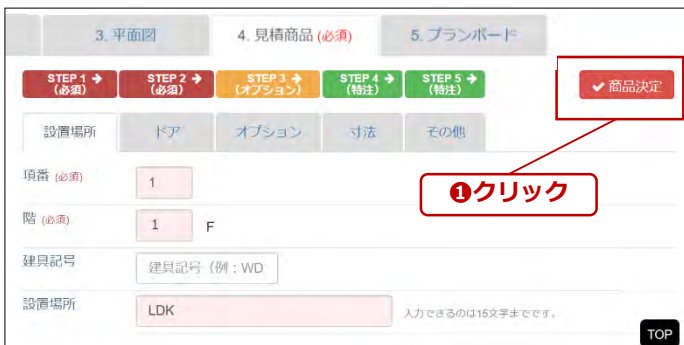 3. 平面図 4. 見積商品 (必須) 5. プランボード
STEP 1 → STEP 2 → STEP 3 → STEP 4 → STEP 5 →
(必須) (必須) (オプション) (特注) (特注)
✔ 商品決定
設置場所 ドア オプション 寸法 その他
項番 (必須) 1
❶クリック
階 (必須) 1 F
建具記号 建具記号（例：WD
設置場所 LDK 入力できるのは15文字までです。
TOP